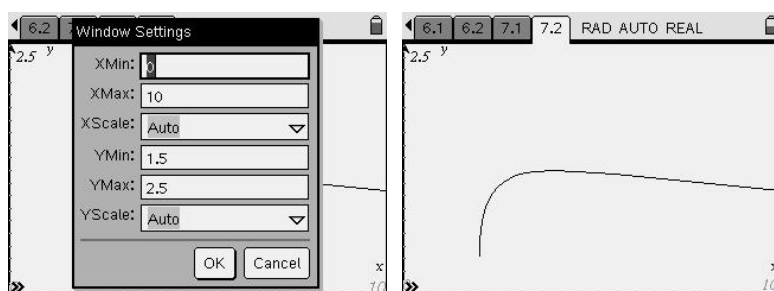 6.2
Window Settings
XMin: 0
XMax: 10
XScale: Auto
YMin: 1.5
YMax: 2.5
YScale: Auto
OK Cancel
2.5 y
x
10
6.1 6.2 7.1 7.2 RAD AUTO REAL
2.5 y